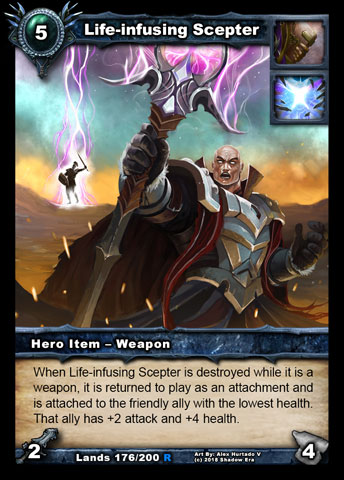 5
Life-infusing Scepter
Hero Item – Weapon
When Life-infusing Scepter is destroyed while it is a
weapon, it is returned to play as an attachment and
is attached to the friendly ally with the lowest health.
That ally has +2 attack and +4 health.
2
Lands 176/200 R
Art By: Alex Hurtado V
(c) 2018 Shadow Era
4